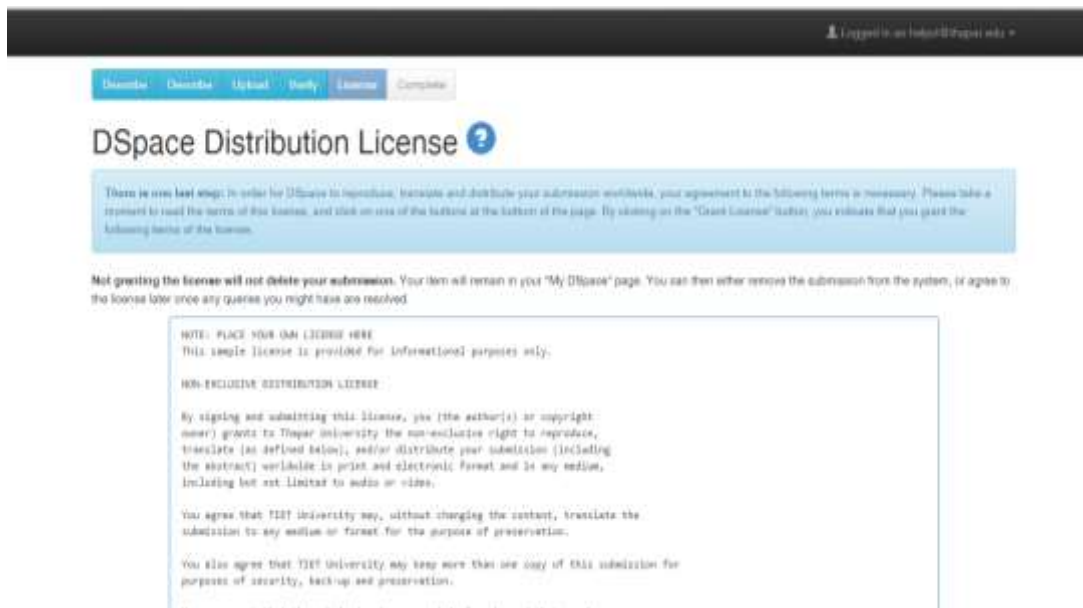 Logged in as
Describe Describe Upload Verify License Complete
DSpace Distribution License ?
There is one last step: In order for DSpace to reproduce, translate and distribute your submission worldwide, your agreement to the following terms is necessary. Please take a
moment to read the terms of this license, and click on one of the buttons at the bottom of the page. By clicking on the "Grant License" button, you indicate that you grant the
following terms of the license.
Not granting the license will not delete your submission. Your item will remain in your "My DSpace" page. You can then either remove the submission from the system, or agree to
the license later once any queries you might have are resolved.
NOTE: PLACE YOUR OWN LICENSE HERE
This sample license is provided for informational purposes only.
NON-EXCLUSIVE DISTRIBUTION LICENSE
By signing and submitting this license, you (the author(s) or copyright
owner) grants to Thapar University the non-exclusive right to reproduce,
translate (as defined below), and/or distribute your submission (including
the abstract) worldwide in print and electronic format and in any medium,
including but not limited to audio or video.
You agree that TIET University may, without changing the content, translate the
submission to any medium or format for the purpose of preservation.
You also agree that TIET University may keep more than one copy of this submission for
purposes of security, back-up and preservation.